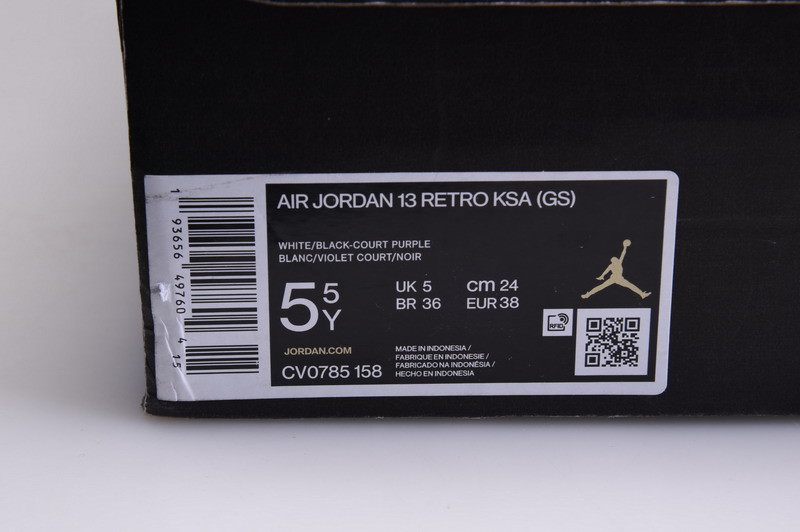 AIR JORDAN 13 RETRO KSA (GS)
WHITE/BLACK-COURT PURPLE
BLANC/VIOLET COURT/NOIR
5 5 Y
UK 5 cm 24
BR 36 EUR 38
RFID
JORDAN.COM
CV0785 158
MADE IN INDONESIA /
FABRIQUE EN INDONESIE /
FABRICADO NA INDONÉSIA /
HECHO EN INDONESIA
1 93656 49760 4 15